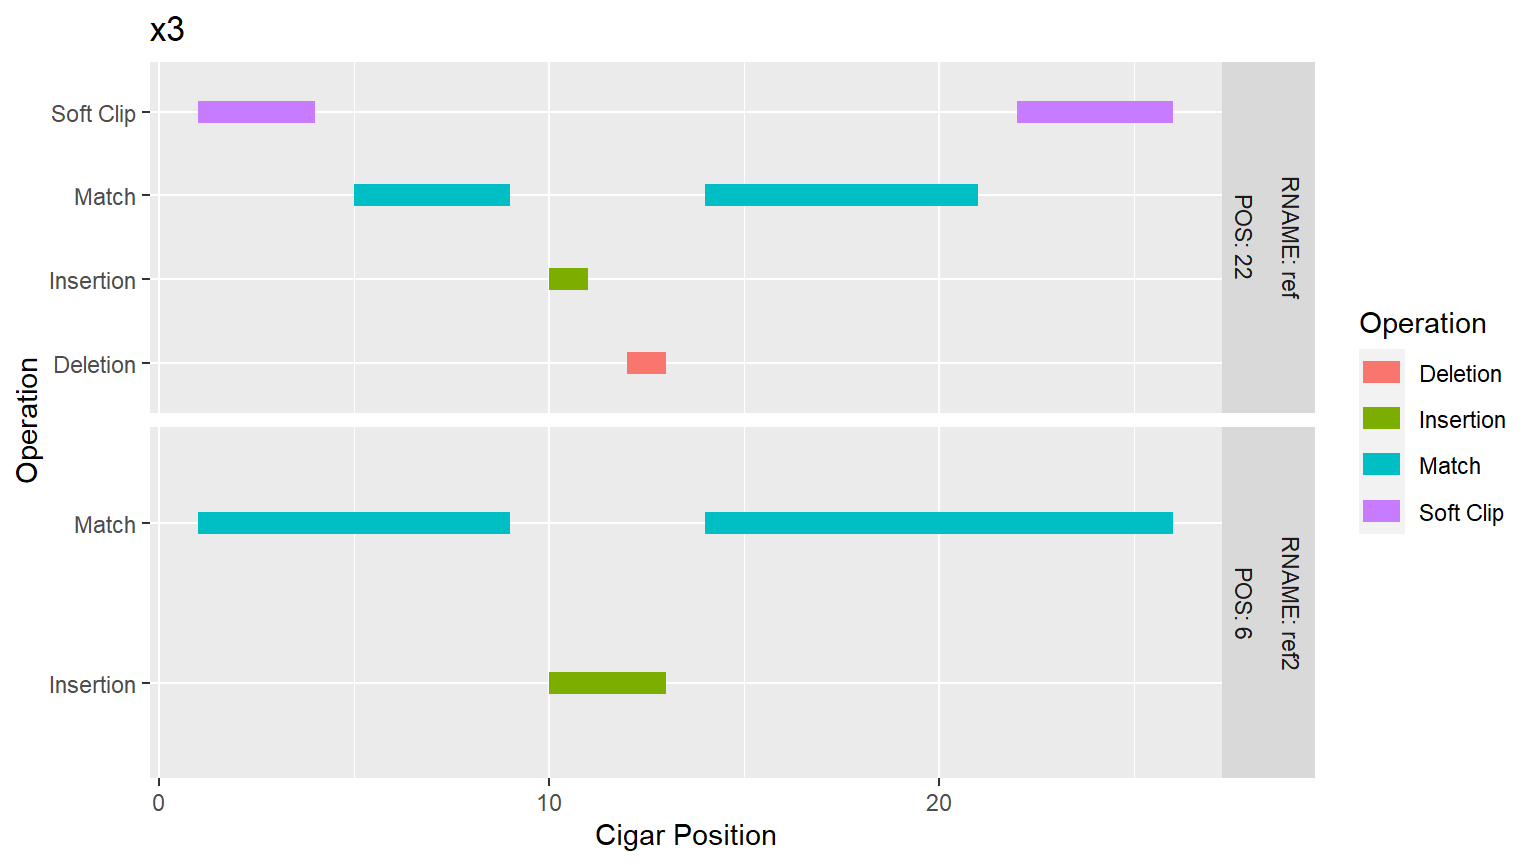 x3
Soft Clip
Match
Insertion
Deletion
RNAME: ref
POS: 22
Match
Insertion
RNAME: ref2
POS: 6
Operation
0
10
20
Cigar Position
Operation
Deletion
Insertion
Match
Soft Clip